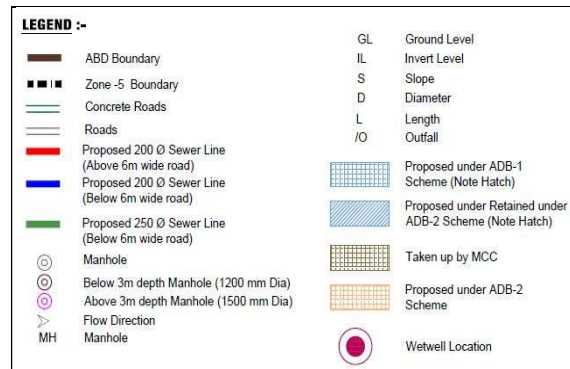 LEGEND :-
ABD Boundary
Zone -5 Boundary
Concrete Roads
Roads
Proposed 200 Ø Sewer Line
(Above 6m wide road)
Proposed 200 Ø Sewer Line
(Below 6m wide road)
Proposed 250 Ø Sewer Line
(Below 6m wide road)
Manhole
Below 3m depth Manhole (1200 mm Dia)
Above 3m depth Manhole (1500 mm Dia)
Flow Direction
MH Manhole
GL Ground Level
IL Invert Level
S Slope
D Diameter
L Length
/O Outfall
Proposed under ADB-1
Scheme (Note Hatch)
Proposed under Retained under
ADB-2 Scheme (Note Hatch)
Taken up by MCC
Proposed under ADB-2
Scheme
Wetwell Location